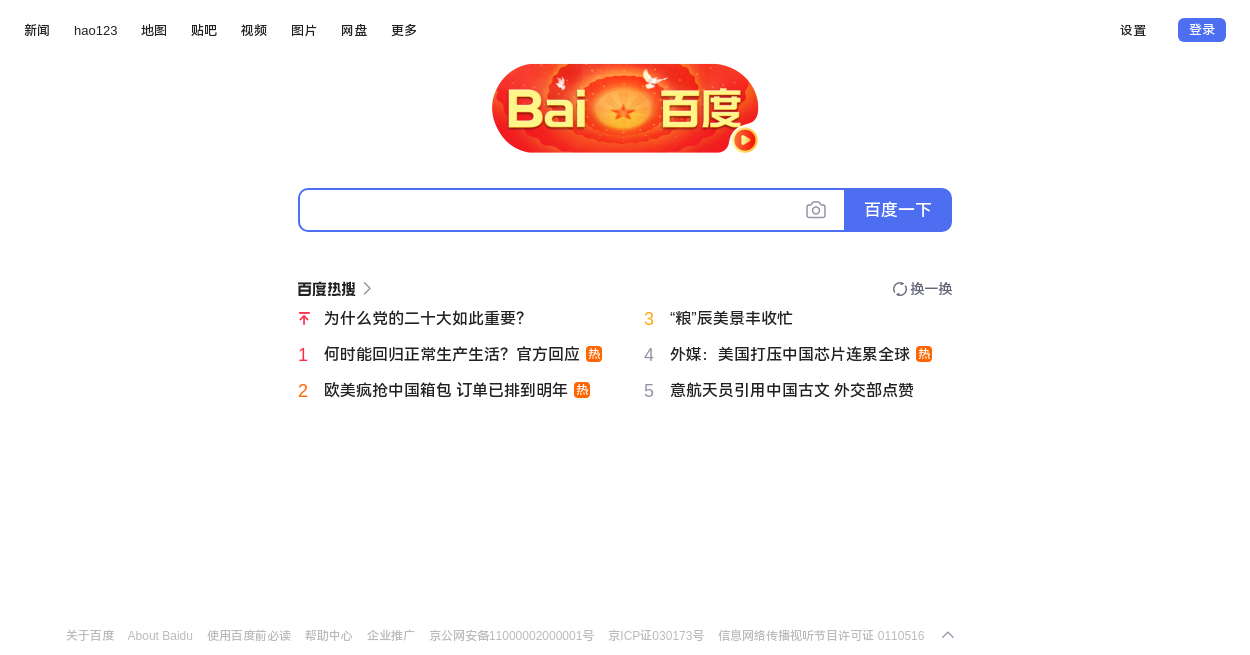 新闻 hao123 地图 贴吧 视频 图片 网盘 更多 设置 登录
Bai 百度
百度一下
百度热搜 换一换
为什么党的二十大如此重要?
3 “粮”辰美景丰收忙
1 何时能回归正常生产生活？官方回应 热
4 外媒：美国打压中国芯片连累全球 热
2 欧美疯抢中国箱包 订单已排到明年 热
5 意航天员引用中国古文 外交部点赞
关于百度 About Baidu 使用百度前必读 帮助中心 企业推广 京公网安备11000002000001号 京ICP证030173号 信息网络传播视听节目许可证 0110516